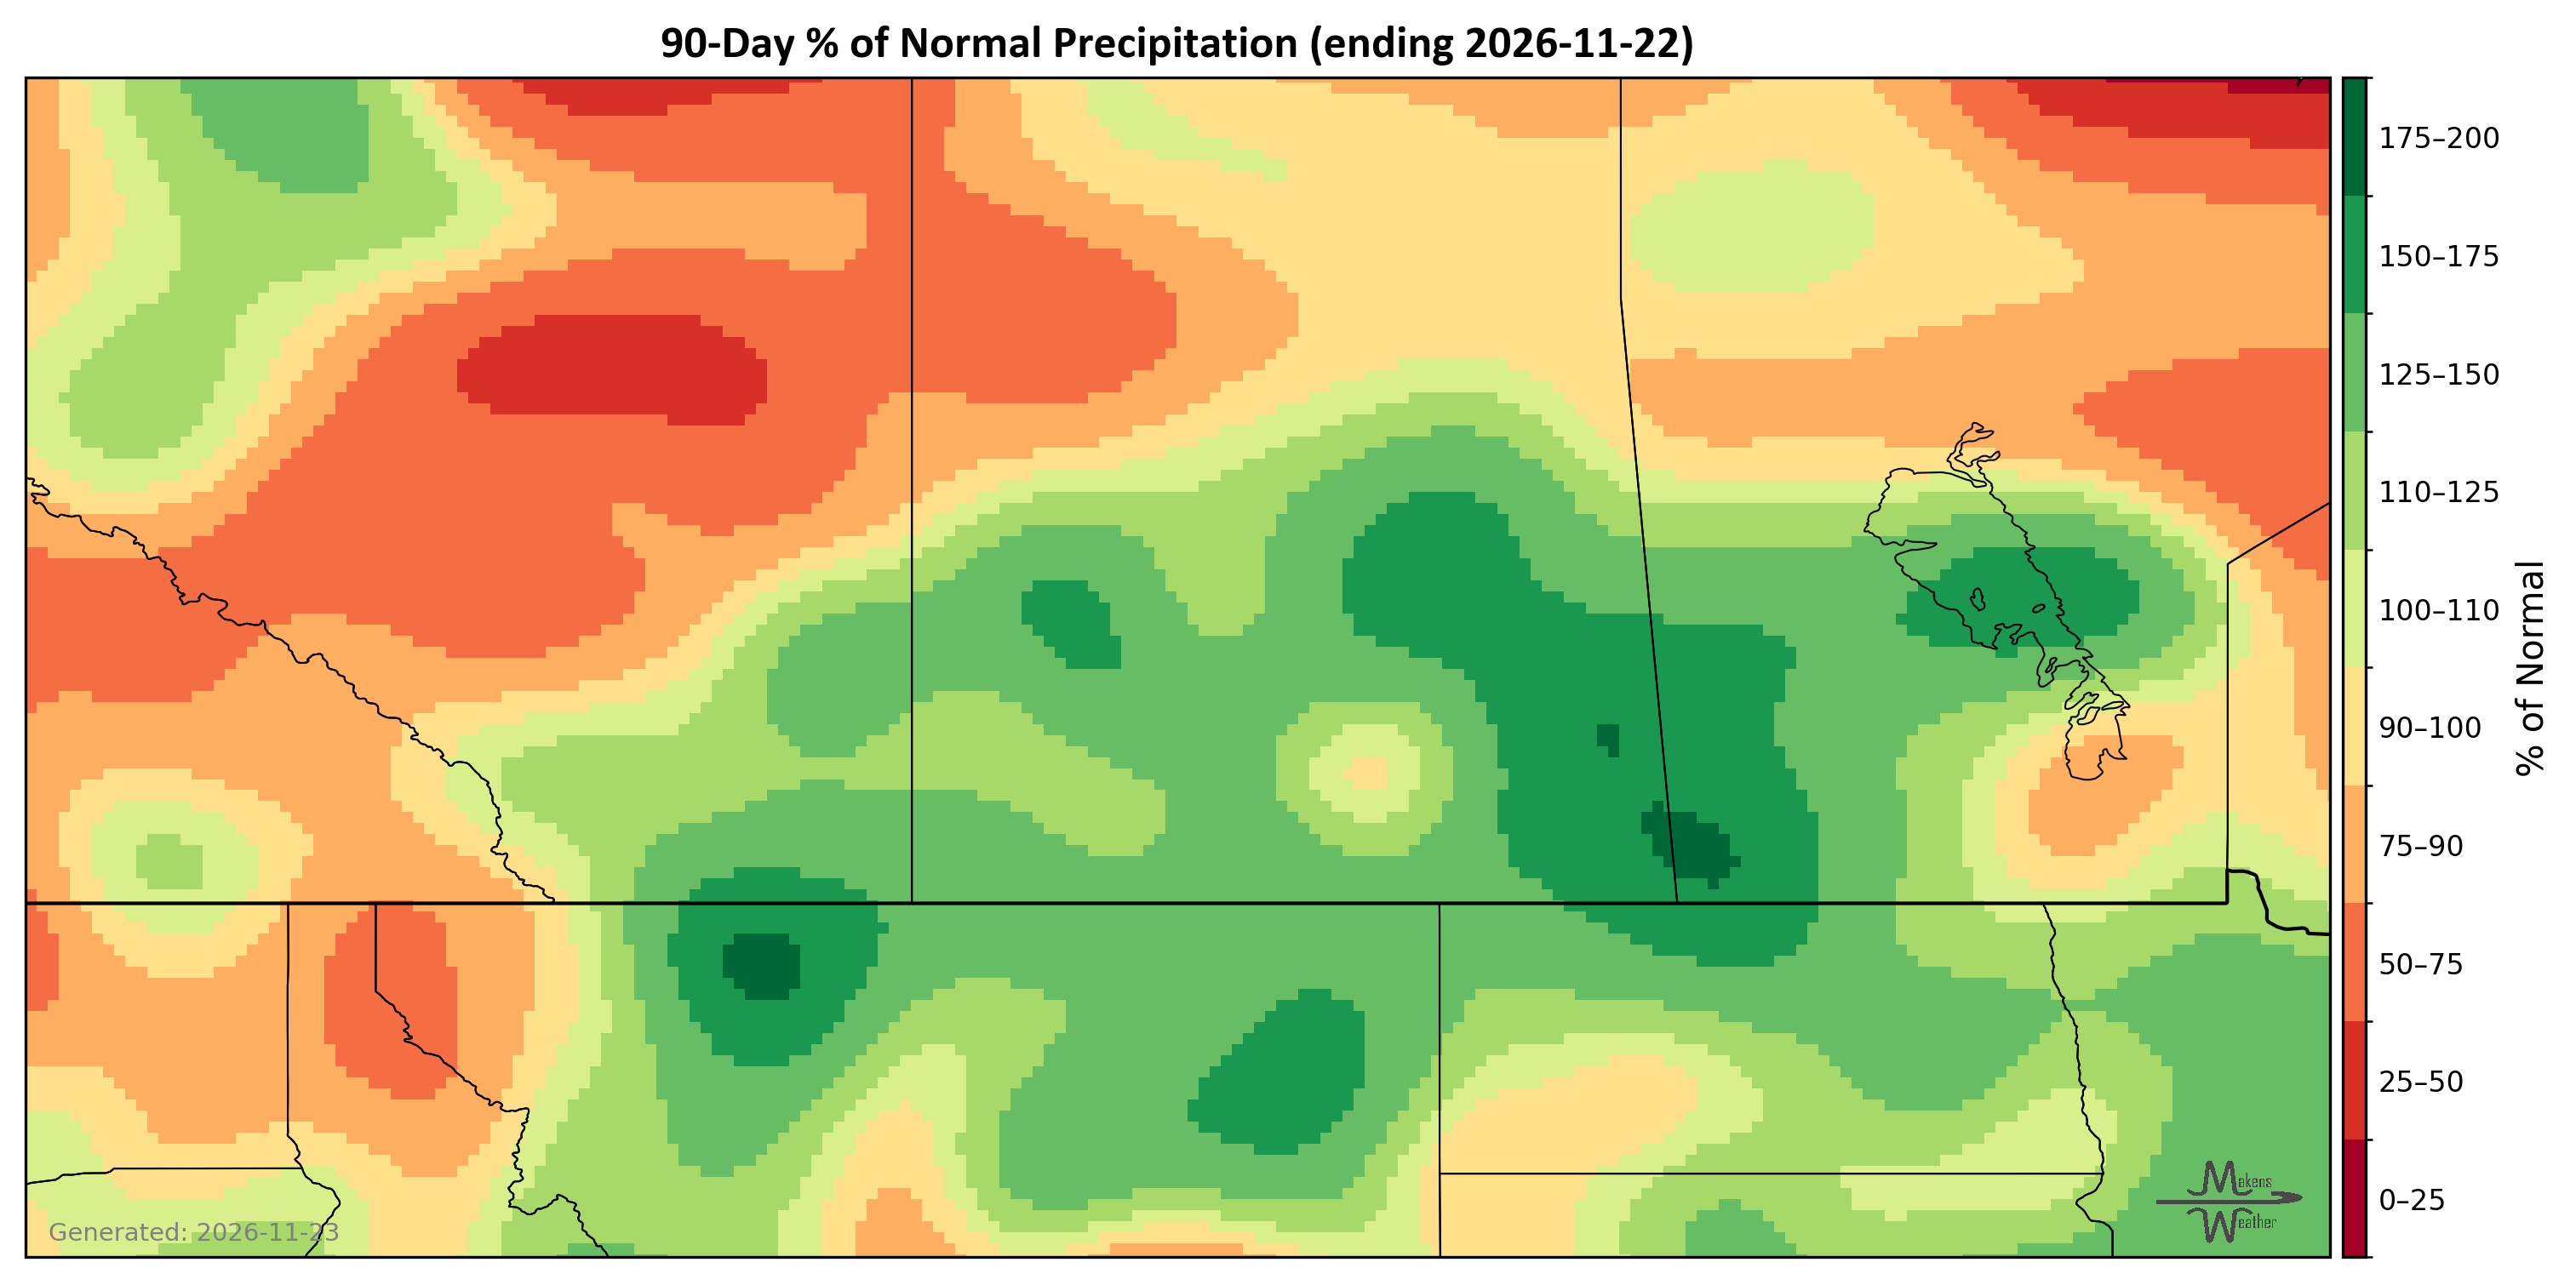 90-Day % of Normal Precipitation (ending 2026-11-22)
175–200
150–175
125–150
110–125
100–110
90–100
75–90
50–75
25–50
0–25
% of Normal
Makens
Weather
Generated: 2026-11-23